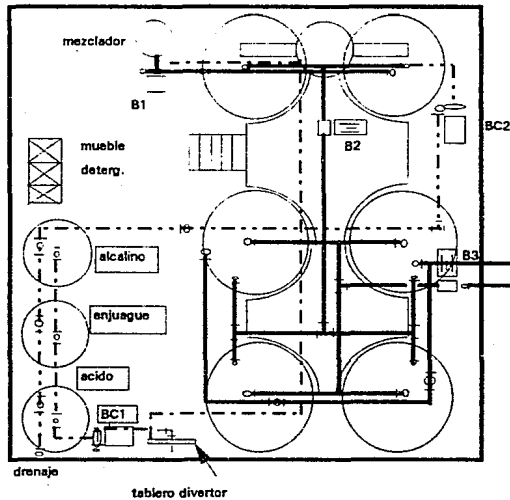 mezclador
B1
B2
BC2
mueble
deterg.
B3
alcalino
enjuague
acido
BC1
drenaje
tablero divertor